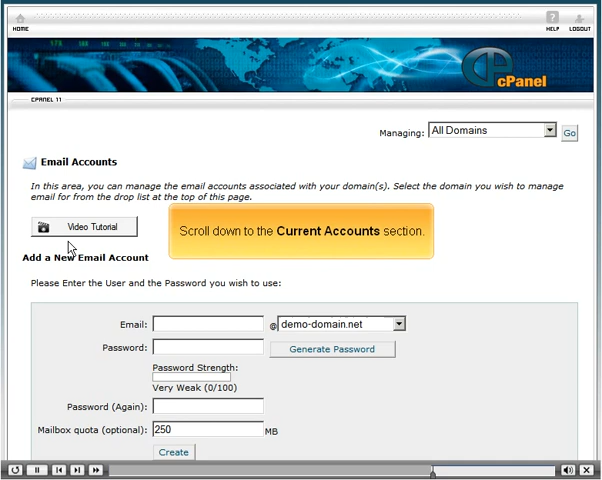 HOME
HELP LOGOUT
cPanel
CPANEL 11
Managing: All Domains Go
Email Accounts
In this area, you can manage the email accounts associated with your domain(s). Select the domain you wish to manage
email for from the drop list at the top of this page.
Video Tutorial
Scroll down to the Current Accounts section.
Add a New Email Account
Please Enter the User and the Password you wish to use:
Email: @ demo-domain.net
Password: Generate Password
Password Strength:
Very Weak (0/100)
Password (Again):
Mailbox quota (optional): 250 MB
Create